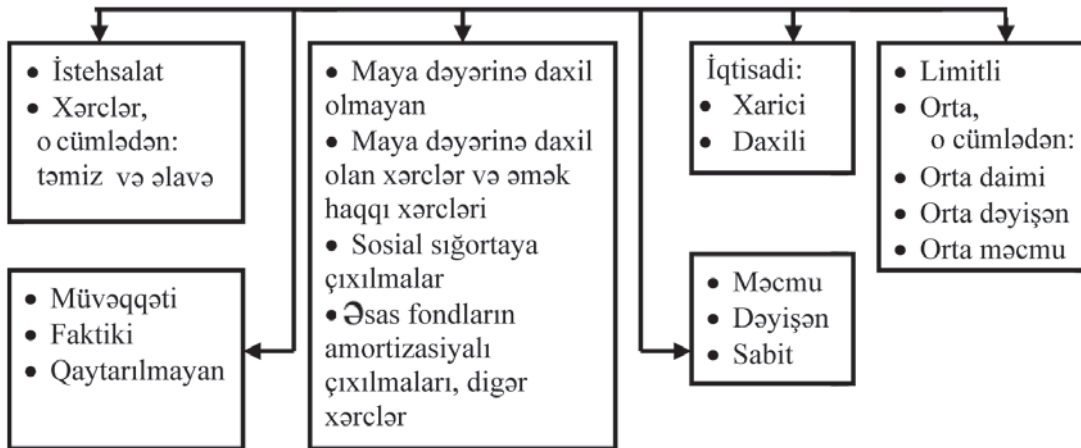 • İstehsalat
• Xərclər,
o cümlədən:
təmiz və əlavə
• Müvəqqəti
• Faktiki
• Qaytarılmayan
• Maya dəyərinə daxil
olmayan
• Maya dəyərinə daxil
olan xərclər və əmək
haqqı xərcləri
• Sosial sığortaya
çıxılmalar
• Əsas fondların
amortizasiyalı
çıxılmaları, digər
xərclər
İqtisadi:
• Xarici
• Daxili
• Məcmu
• Dəyişən
• Sabit
• Limitli
• Orta,
o cümlədən:
• Orta daimi
• Orta dəyişən
• Orta məcmu